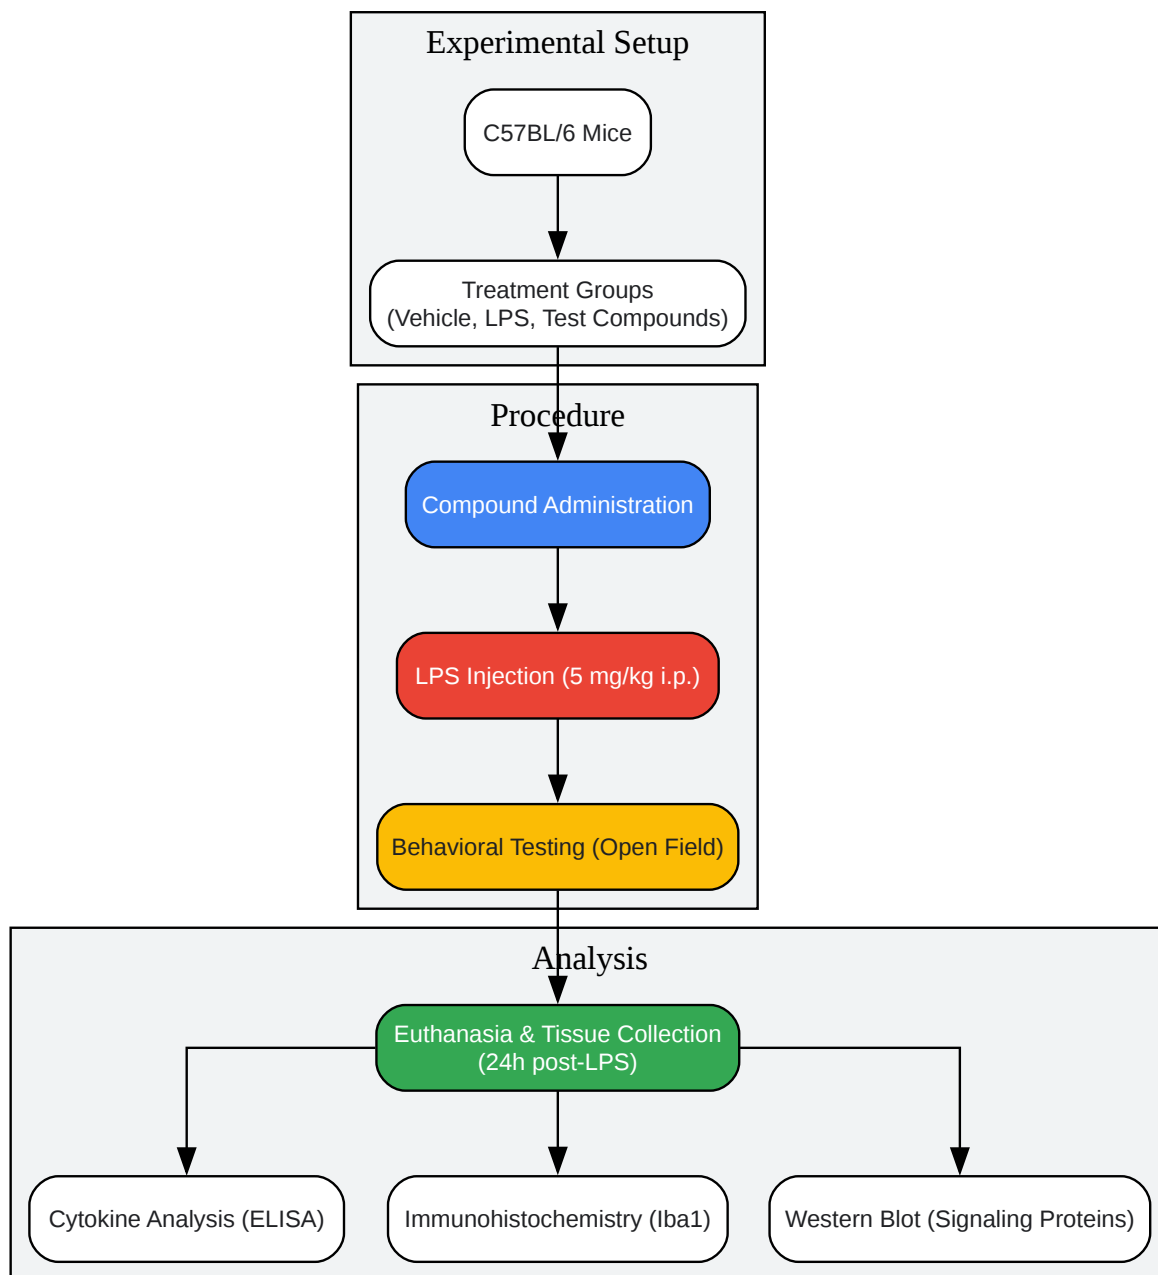 Experimental Setup
C57BL/6 Mice
Treatment Groups
(Vehicle, LPS, Test Compounds)
Procedure
Compound Administration
LPS Injection (5 mg/kg i.p.)
Behavioral Testing (Open Field)
Analysis
Euthanasia & Tissue Collection
(24h post-LPS)
Cytokine Analysis (ELISA)
Immunohistochemistry (Iba1)
Western Blot (Signaling Proteins)